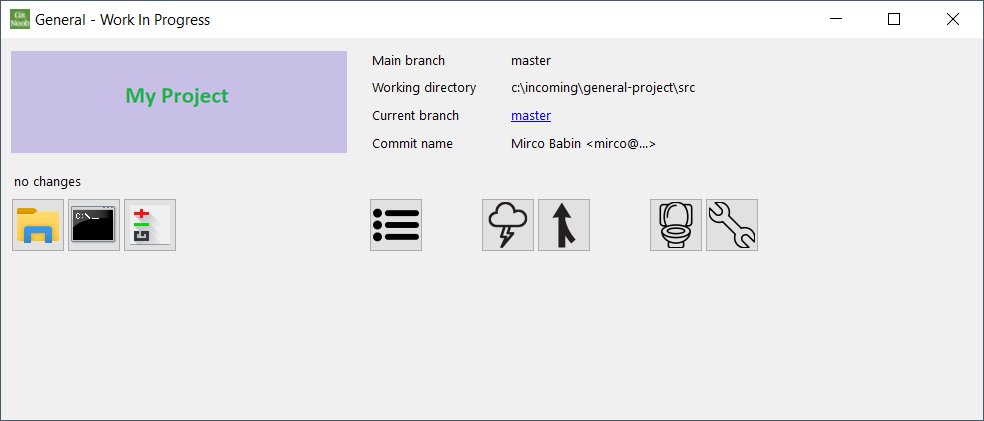 Git
Noob
General - Work In Progress
My Project
Main branch master
Working directory c:\incoming\general-project\src
Current branch master
Commit name Mirco Babin <mirco@...>
no changes
C:\_